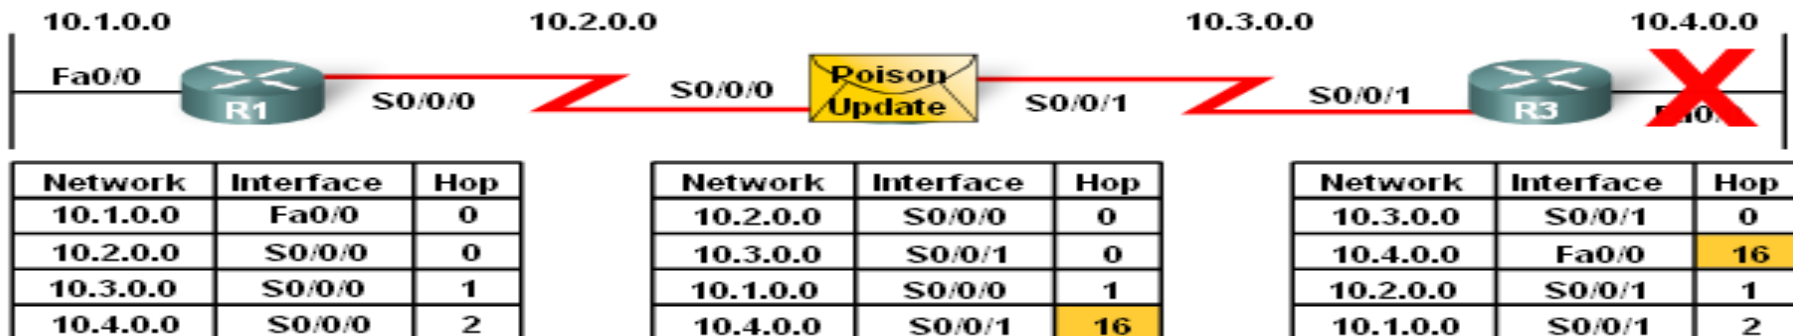 10.1.0.0 10.2.0.0 10.3.0.0 10.4.0.0
Fa0/0 S0/0/0 S0/0/0 Poison S0/0/1 S0/0/1
R1 Update R3
Network Interface Hop Network Interface Hop Network Interface Hop
10.1.0.0 Fa0/0 0 10.2.0.0 S0/0/0 0 10.3.0.0 S0/0/1 0
10.2.0.0 S0/0/0 0 10.3.0.0 S0/0/1 0 10.4.0.0 Fa0/0 16
10.3.0.0 S0/0/0 1 10.1.0.0 S0/0/0 1 10.2.0.0 S0/0/1 1
10.4.0.0 S0/0/0 2 10.4.0.0 S0/0/1 16 10.1.0.0 S0/0/1 2